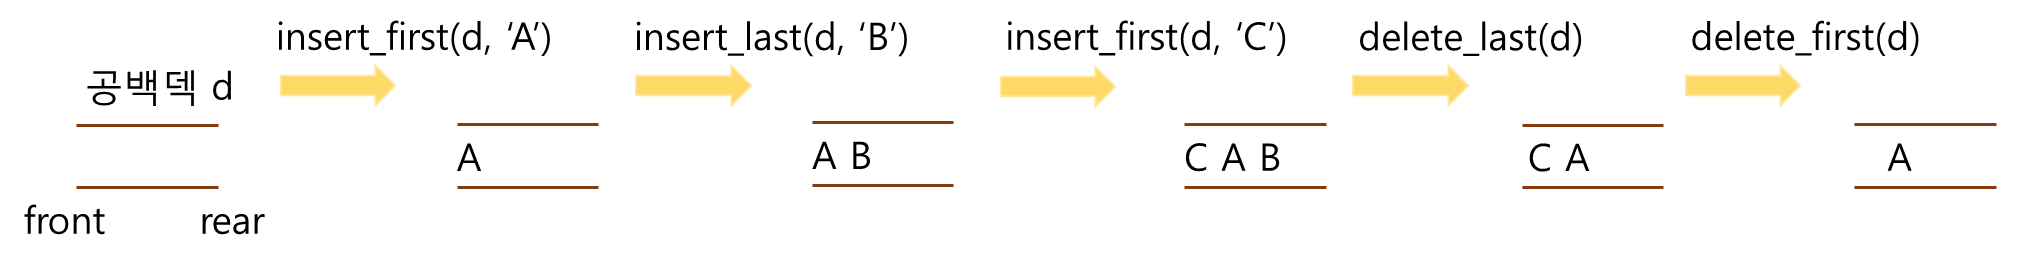 insert_first(d, ‘A’)
insert_last(d, ‘B’)
insert_first(d, ‘C’)
delete_last(d)
delete_first(d)
공백덱 d
A
A B
C A B
C A
A
front
rear